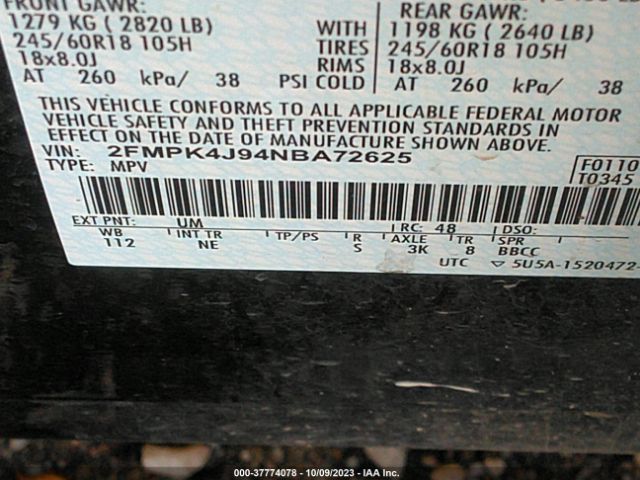 FRONT GAWR:
1279 KG ( 2820 LB)
245/60R18 105H
18x8.0J
AT 260 kPa/ 38 PSI COLD
WITH
TIRES
RIMS
REAR GAWR:
1198 KG ( 2640 LB)
245/60R18 105H
18x8.0J
AT 260 kPa/ 38
THIS VEHICLE CONFORMS TO ALL APPLICABLE FEDERAL MOTOR
VEHICLE SAFETY AND THEFT PREVENTION STANDARDS IN
EFFECT ON THE DATE OF MANUFACTURE SHOWN ABOVE.
VIN: 2FMPK4J94NBA72625
TYPE: MPV
F0110
T0345
EXT PNT: UM RC: 48 DSO:
WB INT TR TP/PS R AXLE TR SPR
112 NE S 3K 8 BBCC
UTC ▽ 5U5A-1520472-
000-37774078 - 10/09/2023 - IAA Inc.